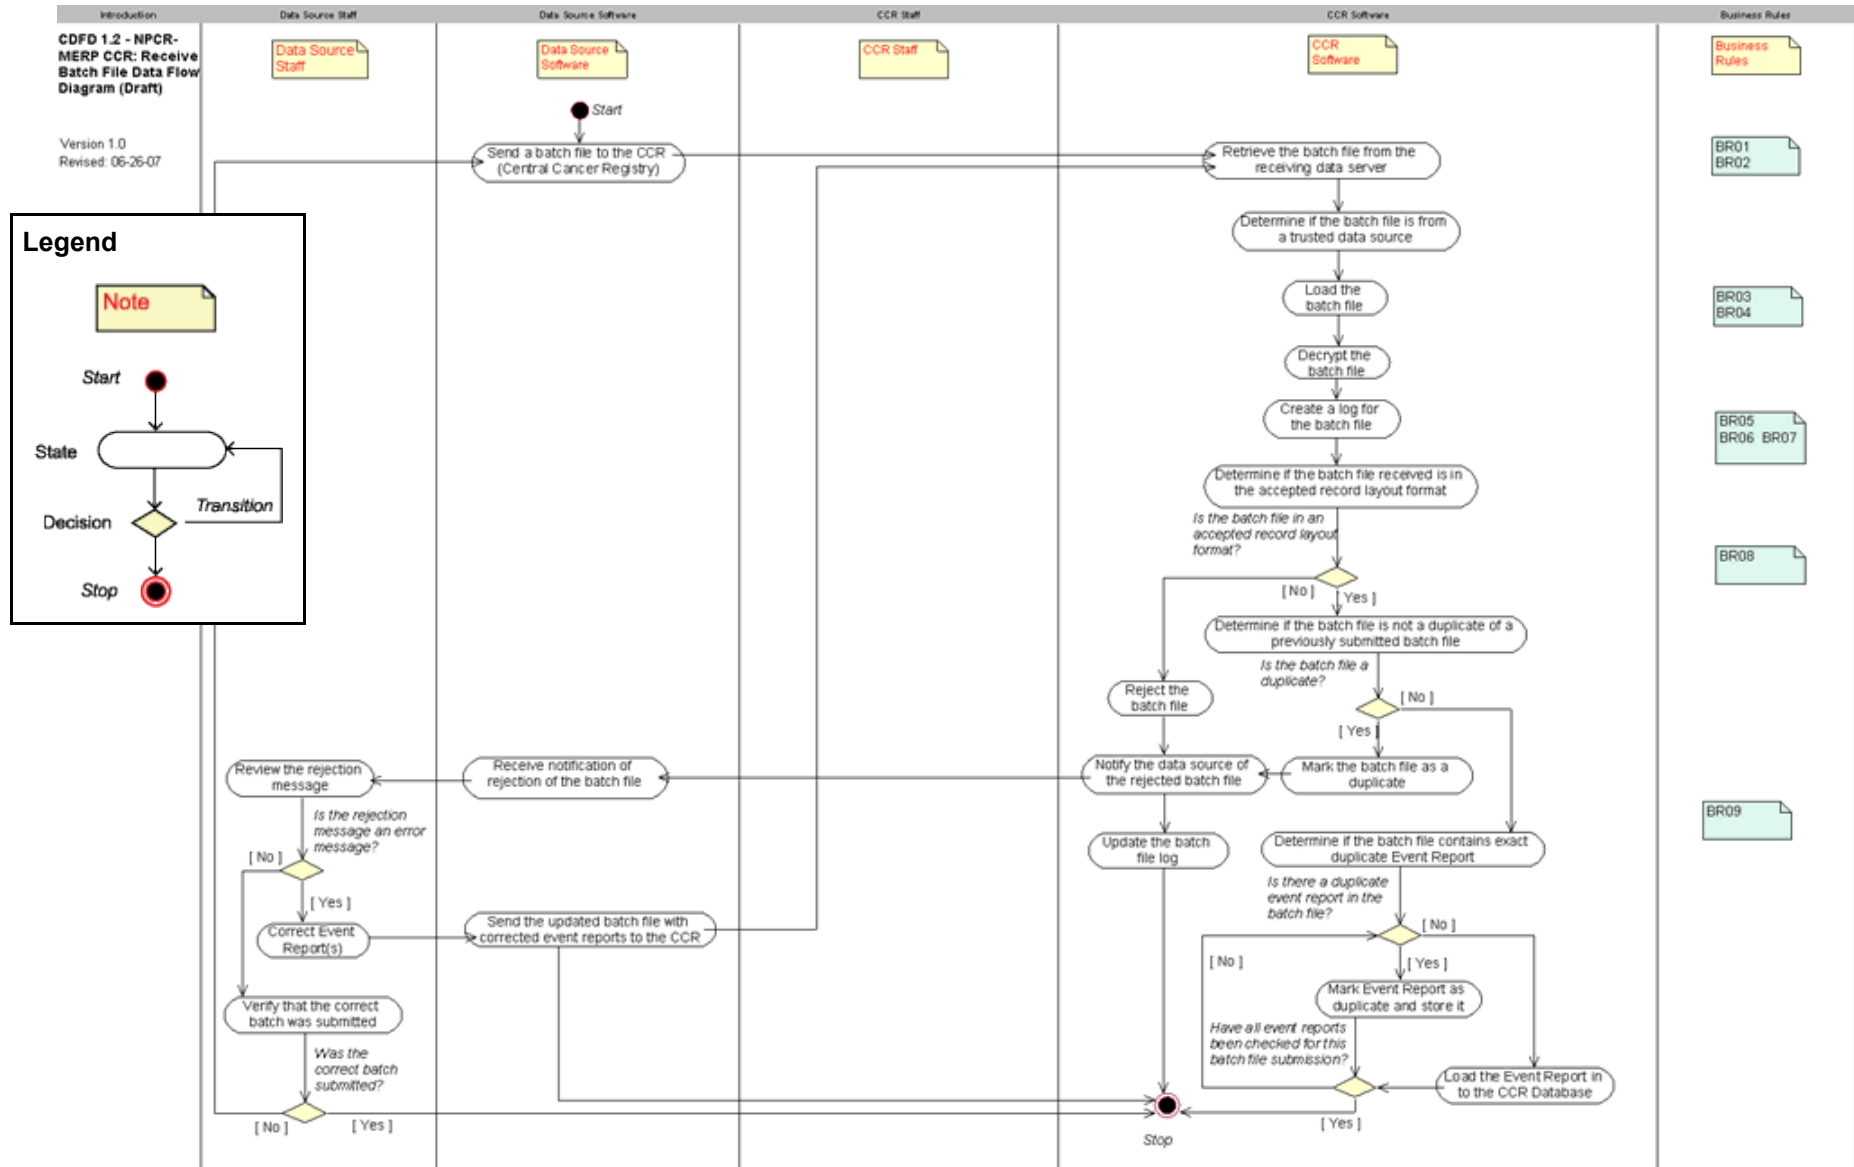 Introduction
Data Source Staff
Data Source Software
CCR Staff
CCR Software
Business Rules
CDFD 1.2 - NPCR-
MERP CCR: Receive
Batch File Data Flow
Diagram (Draft)
Version 1.0
Revised: 06-26-07
Data Source
Staff
Data Source
Software
CCR Staff
CCR
Software
Business
Rules
Legend
Note
Start
State
Decision
Transition
Stop
Start
Send a batch file to the CCR
(Central Cancer Registry)
Retrieve the batch file from the
receiving data server
Determine if the batch file is from
a trusted data source
Load the
batch file
Decrypt the
batch file
Create a log for
the batch file
Determine if the batch file received is in
the accepted record layout format
Is the batch file in an
accepted record layout
format?
[ No ]
Yes ]
Determine if the batch file is not a duplicate of a
previously submitted batch file
Is the batch file a
duplicate?
[ No ]
[ Yes ]
Reject the
batch file
Mark the batch file as a
duplicate
Notify the data source of
the rejected batch file
Receive notification of
rejection of the batch file
Review the rejection
message
Is the rejection
message an error
message?
[ No ]
[ Yes ]
Correct Event
Report(s)
Send the updated batch file with
corrected event reports to the CCR
Verify that the correct
batch was submitted
Was the
correct batch
submitted?
[ No ]
[ Yes ]
Update the batch
file log
Determine if the batch file contains exact
duplicate Event Report
Is there a duplicate
event report in the
batch file?
[ No ]
[ Yes ]
[ No ]
Mark Event Report as
duplicate and store it
Have all event reports
been checked for this
batch file submission?
Load the Event Report in
to the CCR Database
[ Yes ]
Stop
BR01
BR02
BR03
BR04
BR05
BR06 BR07
BR08
BR09